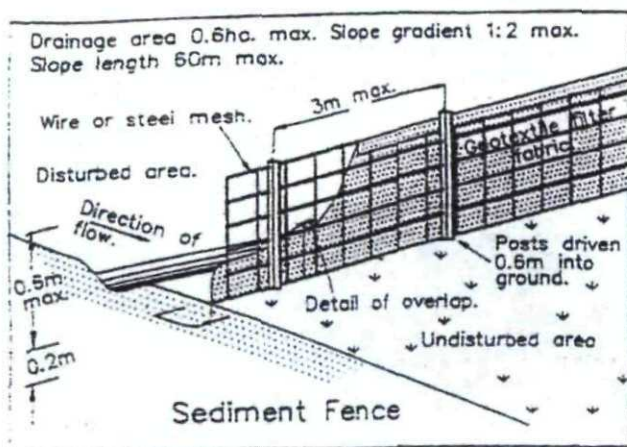 Drainage area 0.6ha. max. Slope gradient 1:2 max.
Slope length 60m max.
3m max.
Wire or steel mesh.
Geotextile filter
fabric.
Disturbed area.
Direction of
flow.
Posts driven
0.6m into
ground.
Detail of overlap.
max.
Undisturbed area
0.2m
Sediment Fence